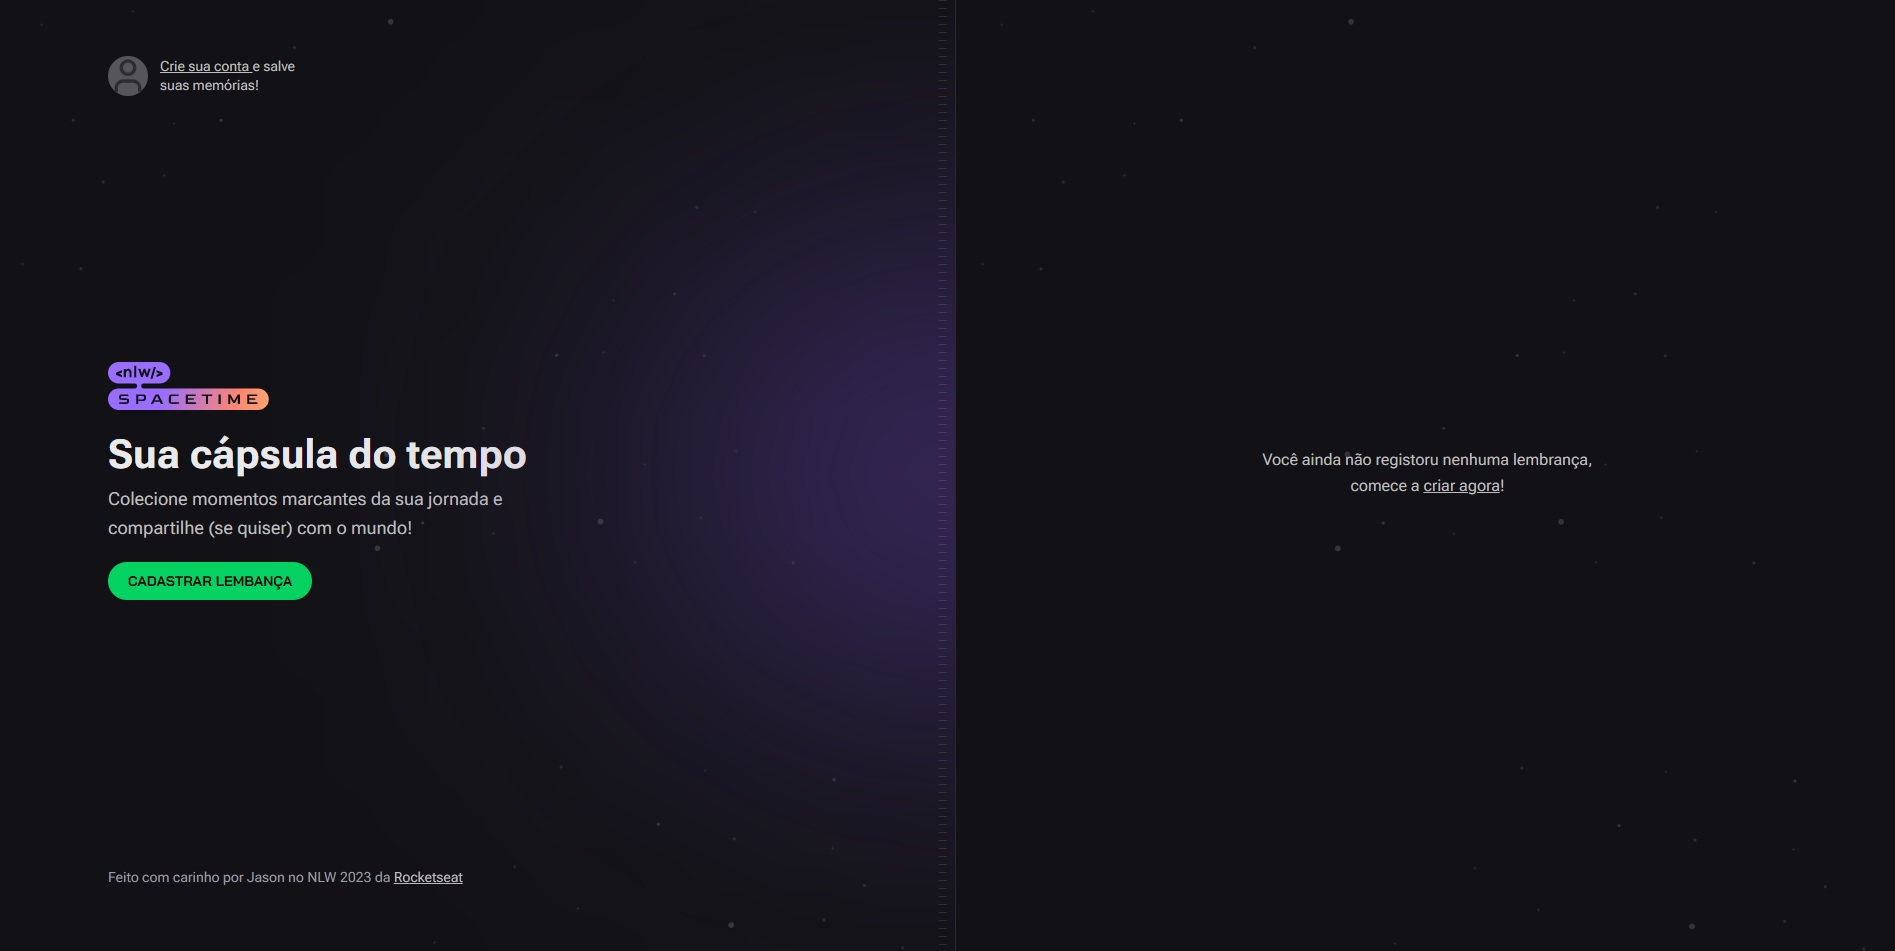 Crie sua conta e salve
suas memórias!
<nlw/>
SPACETIME
Sua cápsula do tempo
Colecione momentos marcantes da sua jornada e
compartilhe (se quiser) com o mundo!
CADASTRAR LEMBANÇA
Feito com carinho por Jason no NLW 2023 da Rocketseat
Você ainda não registoru nenhuma lembrança,
comece a criar agora!